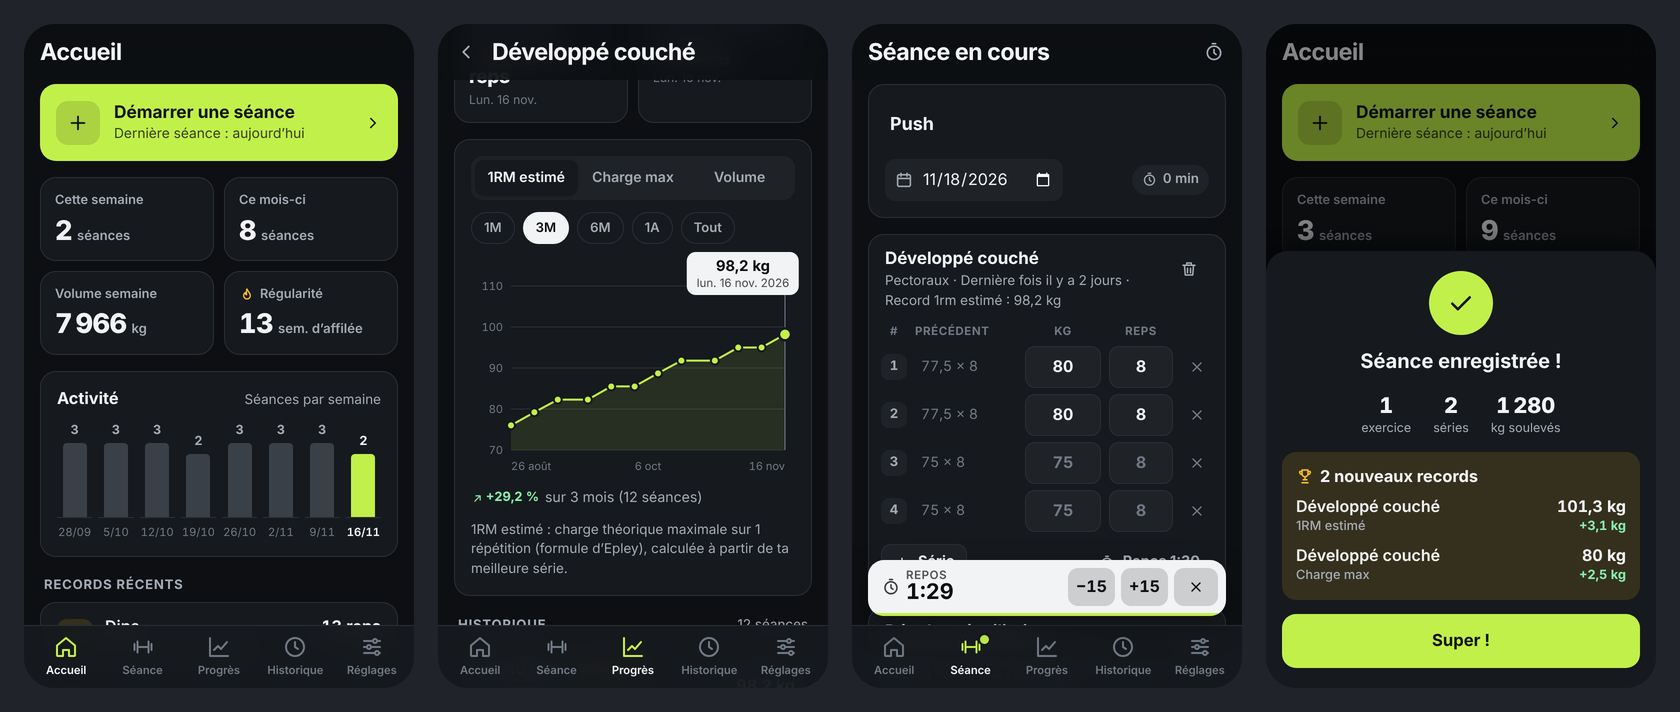 Accueil
Démarrer une séance
Dernière séance : aujourd’hui
Cette semaine
2 séances
Ce mois-ci
8 séances
Volume semaine
7 966 kg
Régularité
13 sem. d’affilée
Activité
Séances par semaine
3 3 3 2 3 3 3 2
28/09 5/10 12/10 19/10 26/10 2/11 9/11 16/11
RECORDS RÉCENTS
Accueil Séance Progrès Historique Réglages
Développé couché
reps
Lun. 16 nov.
Lun. 16 nov.
1RM estimé Charge max Volume
1M 3M 6M 1A Tout
98,2 kg
lun. 16 nov. 2026
110
100
90
80
70
26 août 6 oct 16 nov
+29,2 % sur 3 mois (12 séances)
1RM estimé : charge théorique maximale sur 1
répétition (formule d’Epley), calculée à partir de ta
meilleure série.
HISTORIQUE 12 séances
Accueil Séance Progrès Historique Réglages
98,2 kg
Séance en cours
Push
11/18/2026
0 min
Développé couché
Pectoraux · Dernière fois il y a 2 jours ·
Record 1rm estimé : 98,2 kg
# PRÉCÉDENT KG REPS
1 77,5 × 8 80 8 ×
2 77,5 × 8 80 8 ×
3 75 × 8 75 8 ×
4 75 × 8 75 8 ×
+ Série Repos 1:30
REPOS
1:29
−15 +15 ×
Accueil Séance Progrès Historique Réglages
Accueil
Démarrer une séance
Dernière séance : aujourd’hui
Cette semaine
3 séances
Ce mois-ci
9 séances
Séance enregistrée !
1 2 1 280
exercice séries kg soulevés
2 nouveaux records
Développé couché 101,3 kg
1RM estimé +3,1 kg
Développé couché 80 kg
Charge max +2,5 kg
Super !